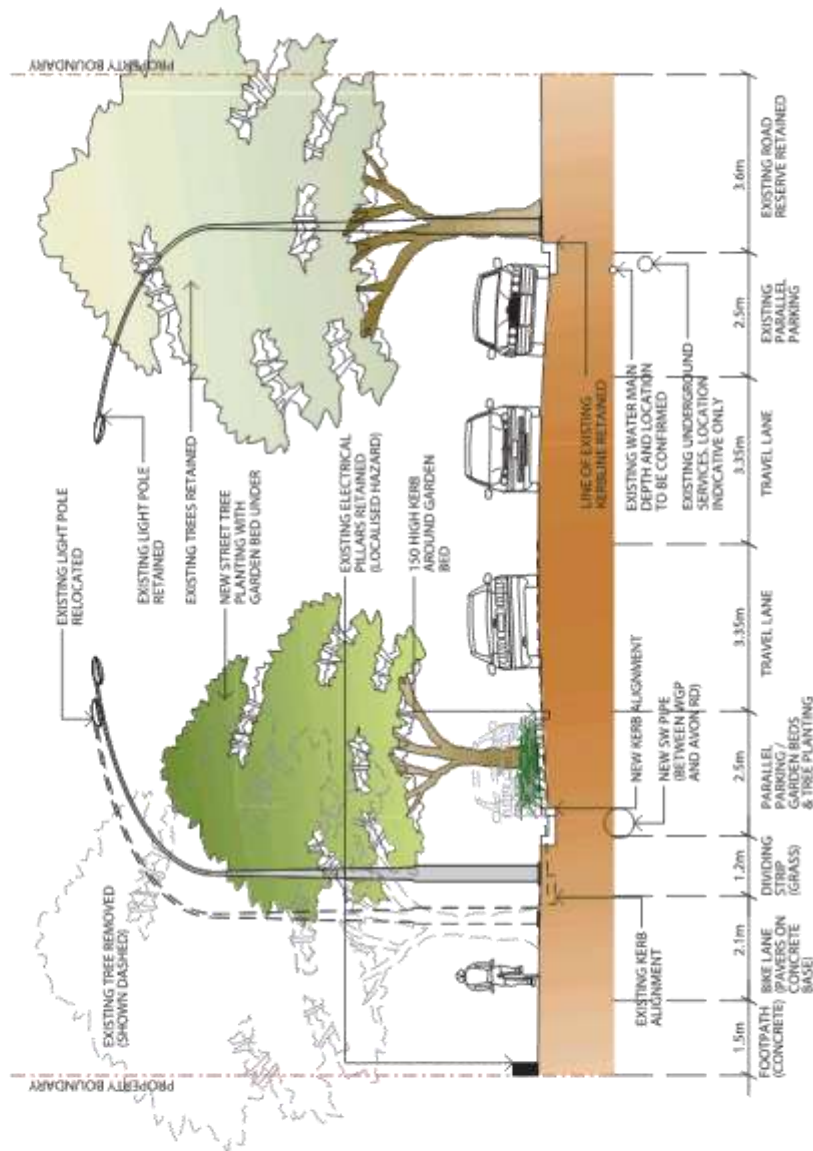 PROPERTY BOUNDARY
EXISTING TREE REMOVED
(SHOWN DASHED)
EXISTING LIGHT POLE
RELOCATED
EXISTING LIGHT POLE
RETAINED
EXISTING TREES RETAINED
NEW STREET TREE
PLANTING WITH
GARDEN BED UNDER
EXISTING ELECTRICAL
PILLARS RETAINED
(LOCALISED HAZARD)
150 HIGH KERB
AROUND GARDEN
BED
PROPERTY BOUNDARY
EXISTING KERB
ALIGNMENT
NEW KERB ALIGNMENT
NEW SW PIPE
(BETWEEN WGP
AND AVON RD)
LINE OF EXISTING
KERBLINE RETAINED
EXISTING WATER MAIN
DEPTH AND LOCATION
TO BE CONFIRMED
EXISTING UNDERGROUND
SERVICES. LOCATION
INDICATIVE ONLY
1.5m
FOOTPATH
(CONCRETE)
2.1m
BIKE LANE
(PAVERS ON
CONCRETE
BASE)
1.2m
DIVIDING
STRIP
(GRASS)
2.5m
PARALLEL
PARKING /
GARDEN BEDS
& TREE PLANTING
3.35m
TRAVEL LANE
3.35m
TRAVEL LANE
2.5m
EXISTING
PARALLEL
PARKING
3.6m
EXISTING ROAD
RESERVE RETAINED